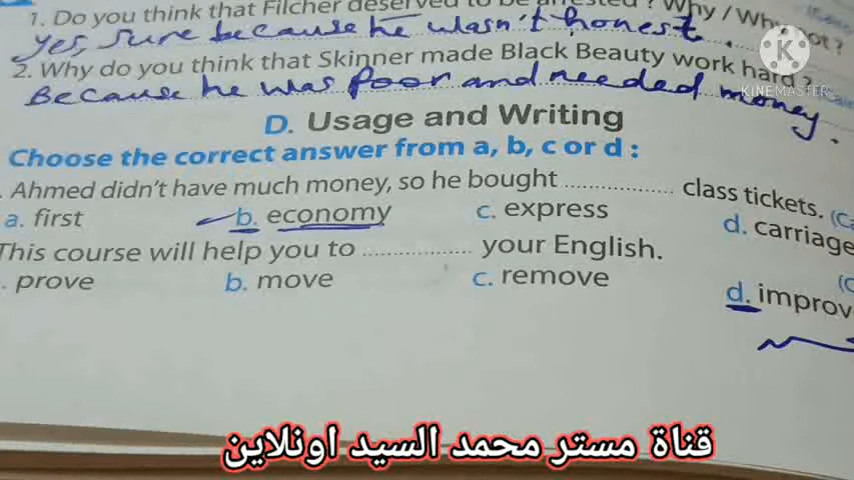 1. Do you think that Filcher deserved to be arrested? Why / Why not?
yes, sure because he wasn't honest.
2. Why do you think that Skinner made Black Beauty work hard?
Because he was poor and needed money.
KINEMASTER
D. Usage and Writing
Choose the correct answer from a, b, c or d :
. Ahmed didn't have much money, so he bought .................. class tickets. (Ca
a. first b. economy c. express d. carriage
This course will help you to .................. your English. (C
. prove b. move c. remove d. improv
قناة مستر محمد السيد اونلاين